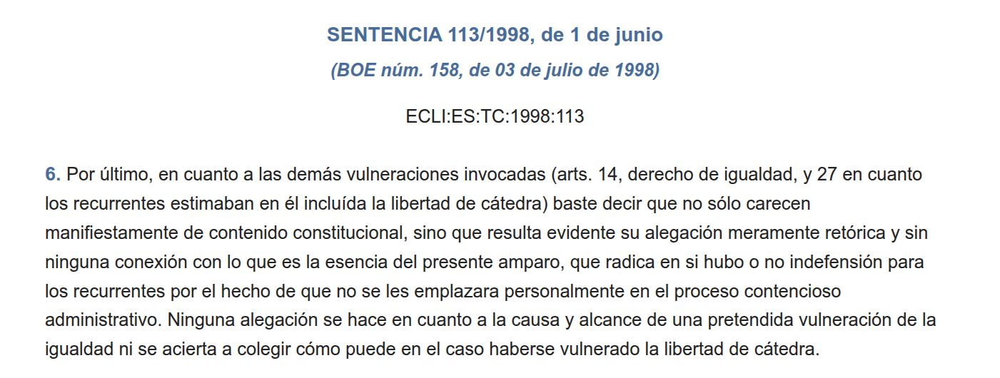 SENTENCIA 113/1998, de 1 de junio
(BOE núm. 158, de 03 de julio de 1998)
ECLI:ES:TC:1998:113
6. Por último, en cuanto a las demás vulneraciones invocadas (arts. 14, derecho de igualdad, y 27 en cuanto
los recurrentes estimaban en él incluída la libertad de cátedra) baste decir que no sólo carecen
manifiestamente de contenido constitucional, sino que resulta evidente su alegación meramente retórica y sin
ninguna conexión con lo que es la esencia del presente amparo, que radica en si hubo o no indefensión para
los recurrentes por el hecho de que no se les emplazara personalmente en el proceso contencioso
administrativo. Ninguna alegación se hace en cuanto a la causa y alcance de una pretendida vulneración de la
igualdad ni se acierta a colegir cómo puede en el caso haberse vulnerado la libertad de cátedra.